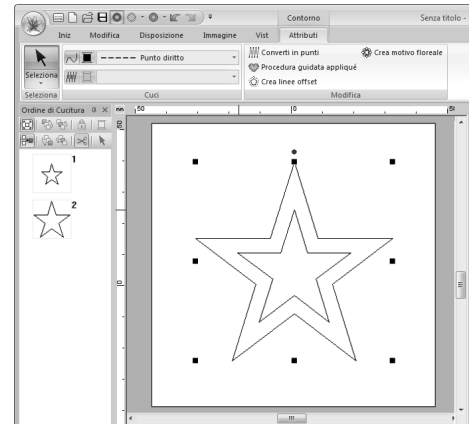 Contorno
Senza titolo -
Iniz
Modifica
Disposizione
Immagine
Vist
Attributi
Seleziona
Punto diritto
Converti in punti
Crea motivo floreale
Procedura guidata appliqué
Crea linee offset
Seleziona
Cuci
Modifica
Ordine di Cucitura
mm
50
0
50
1
2
0